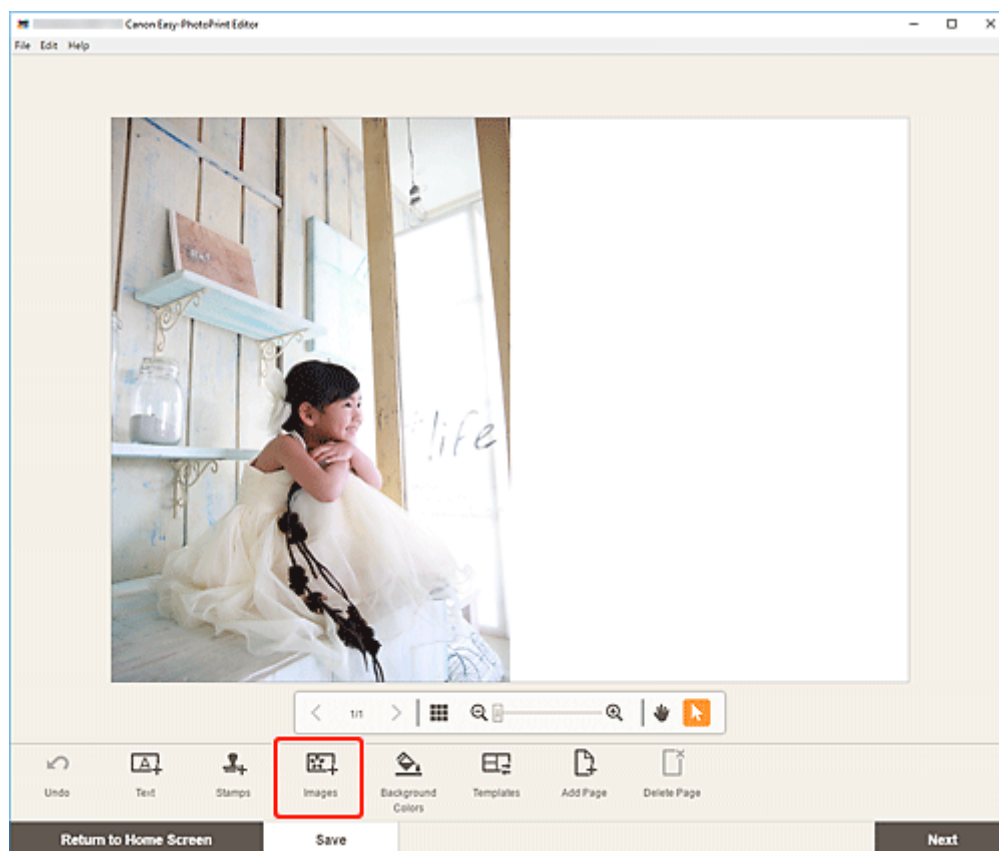 Canon Easy-PhotoPrint Editor
File Edit Help
life
1/1
Undo
Text
Stamps
Images
Background
Colors
Templates
Add Page
Delete Page
Return to Home Screen
Save
Next